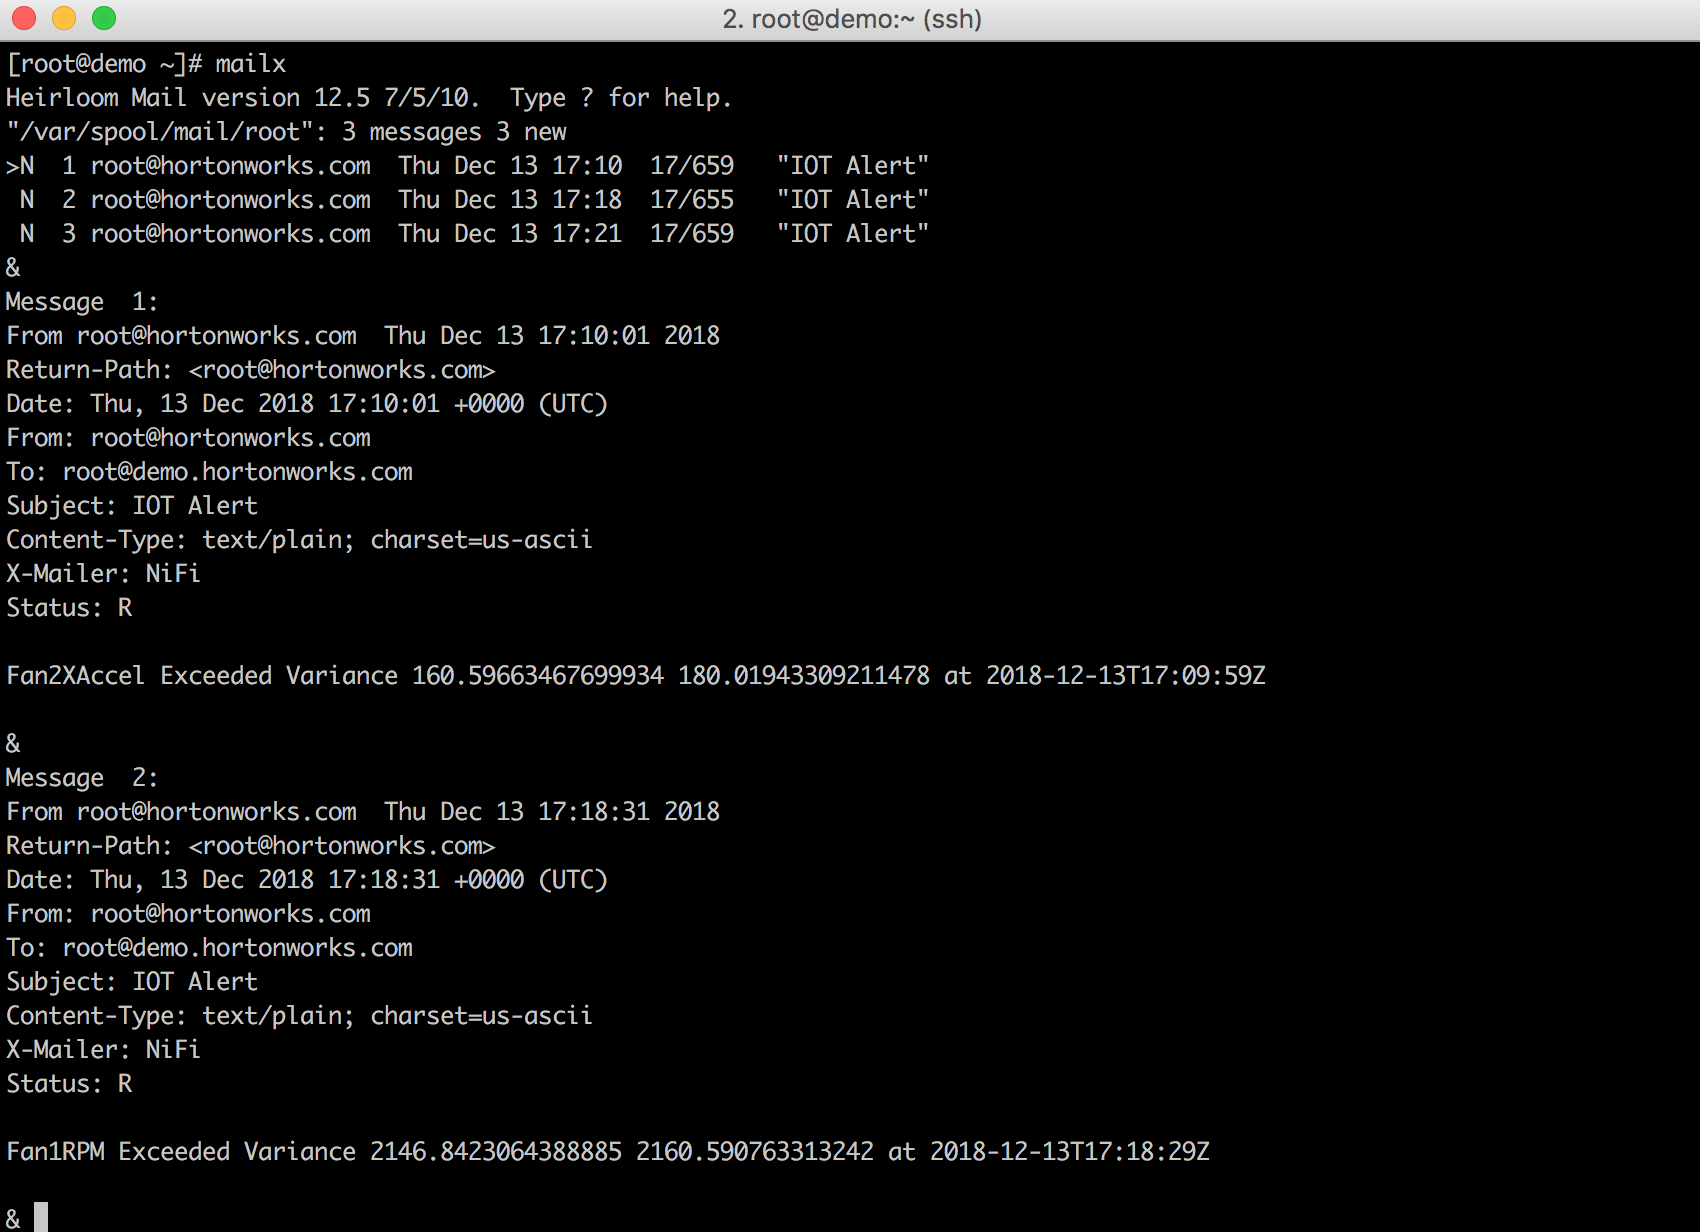 2. root@demo:~ (ssh)
[root@demo ~]# mailx
Heirloom Mail version 12.5 7/5/10.  Type ? for help.
"/var/spool/mail/root": 3 messages 3 new
>N  1 root@hortonworks.com  Thu Dec 13 17:10  17/659   "IOT Alert"
 N  2 root@hortonworks.com  Thu Dec 13 17:18  17/655   "IOT Alert"
 N  3 root@hortonworks.com  Thu Dec 13 17:21  17/659   "IOT Alert"
&
Message  1:
From root@hortonworks.com  Thu Dec 13 17:10:01 2018
Return-Path: <root@hortonworks.com>
Date: Thu, 13 Dec 2018 17:10:01 +0000 (UTC)
From: root@hortonworks.com
To: root@demo.hortonworks.com
Subject: IOT Alert
Content-Type: text/plain; charset=us-ascii
X-Mailer: NiFi
Status: R

Fan2XAccel Exceeded Variance 160.59663467699934 180.01943309211478 at 2018-12-13T17:09:59Z

&
Message  2:
From root@hortonworks.com  Thu Dec 13 17:18:31 2018
Return-Path: <root@hortonworks.com>
Date: Thu, 13 Dec 2018 17:18:31 +0000 (UTC)
From: root@hortonworks.com
To: root@demo.hortonworks.com
Subject: IOT Alert
Content-Type: text/plain; charset=us-ascii
X-Mailer: NiFi
Status: R

Fan1RPM Exceeded Variance 2146.8423064388885 2160.590763313242 at 2018-12-13T17:18:29Z

&